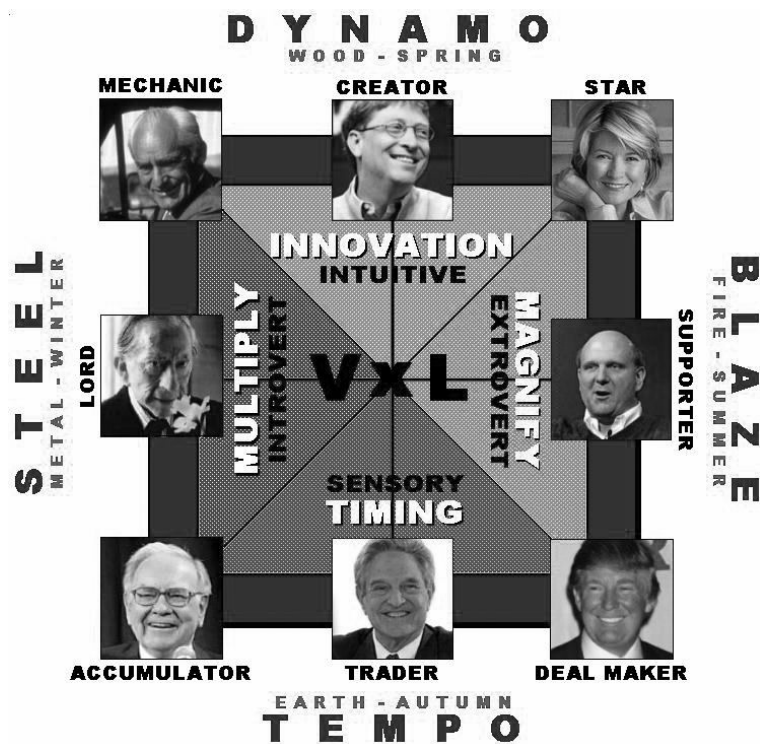 DYNAMO
WOOD - SPRING
MECHANIC
CREATOR
STAR
INNOVATION
INTUITIVE
STEEL
METAL - WINTER
LORD
MULTIPLY
INTROVERT
VxL
EXTROVERT
MAGNIFY
SUPPORTER
FIRE - SUMMER
BLAZE
SENSORY
TIMING
ACCUMULATOR
TRADER
DEAL MAKER
EARTH - AUTUMN
TEMPO